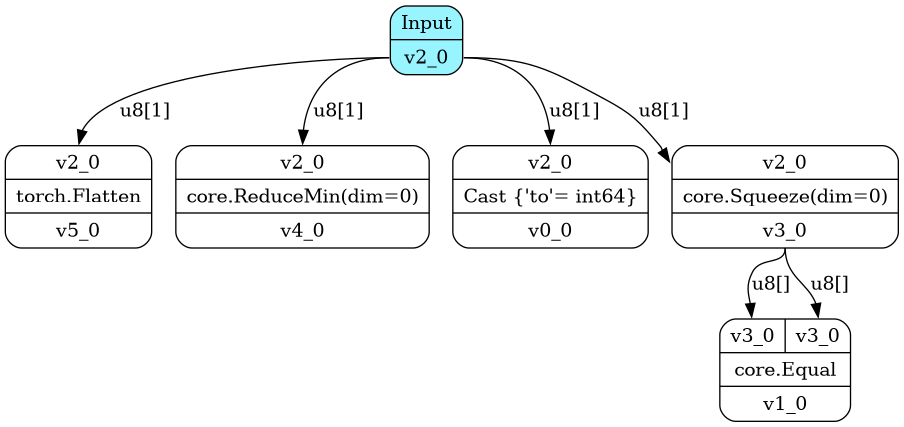 Input
v2_0
u8[1]
u8[1]
u8[1]
u8[1]
v2_0
torch.Flatten
v5_0
v2_0
core.ReduceMin(dim=0)
v4_0
v2_0
Cast {'to'= int64}
v0_0
v2_0
core.Squeeze(dim=0)
v3_0
u8[]
u8[]
v3_0
v3_0
core.Equal
v1_0